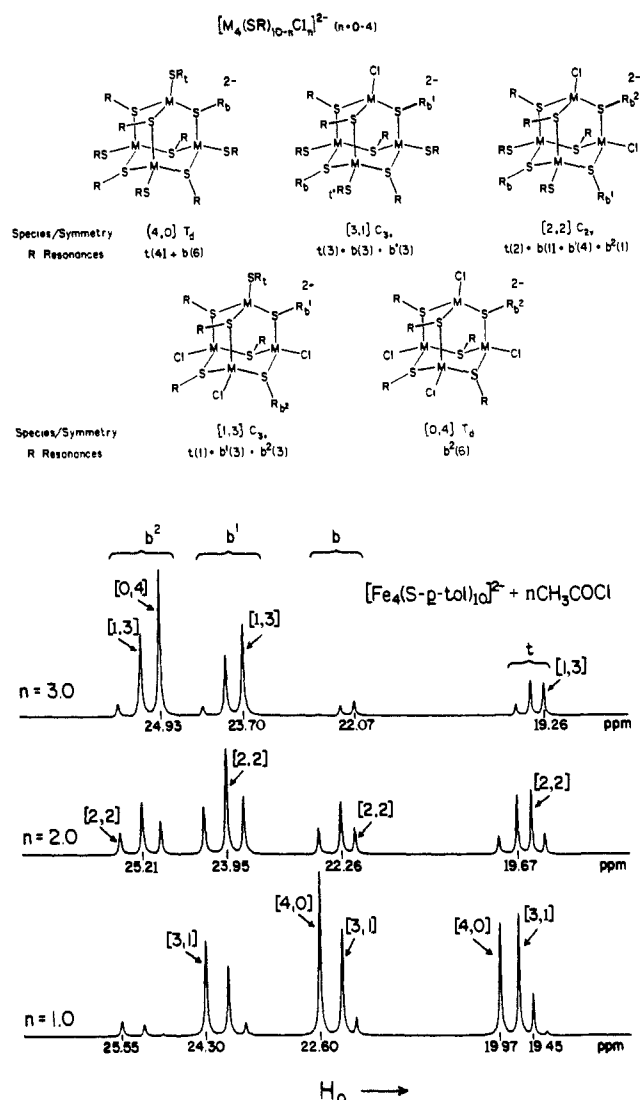 [M₄(SR)₁₀₋ₙClₙ]²⁻ (n=0-4)
SRt Cl Cl
2- 2- 2-
R S M S R S M S R S M S
R Rb R Rb¹ R Rb²
S R S R S R
RS M M SR RS M M SR RS M M Cl
S M S S M S S M S
R RS R Rb t' RS R Rb RS Rb¹
Species/Symmetry (4,0] Td [3,1] C3v [2,2] C2v
R Resonances t(4] + b(6) t(3) + b(3) + b'(3) t(2) + b(1] + b'(4) + b²(1)
SRt Cl
2- 2-
R S M S R S M S
R Rb¹ R Rb2
S R S R
Cl M M Cl Cl M M Cl
S M S S M S
R Cl Rb² R Cl R
Species/Symmetry [1,3] C3v [0,4] Td
R Resonances t(1) + b¹(3) + b²(3) b²(6)
b² b¹ b
[Fe₄(S-p-tol)₁₀]²⁻ + nCH₃COCl
[0,4]
[1,3] [1,3] t [1,3]
n = 3.0
24.93 23.70 22.07 19.26 ppm
[2,2]
[2,2] [2,2] [2,2]
n = 2.0
25.21 23.95 22.26 19.67 ppm
[4,0]
[3,1] [3,1] [4,0] [3,1]
n = 1.0
25.55 24.30 22.60 19.97 19.45 ppm
H₀ →